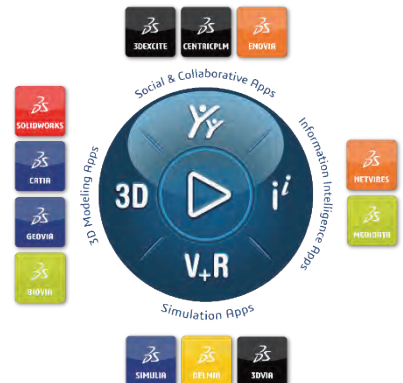 3DEXCITE
CENTRICPLM
ENOVIA
Social & Collaborative Apps
SOLIDWORKS
CATIA
GEOVIA
BIOVIA
3D Modeling Apps
3D
i i
V+R
Information Intelligence Apps
NETVIBES
MEDIDATA
Simulation Apps
SIMULIA
DELMIA
3DVIA